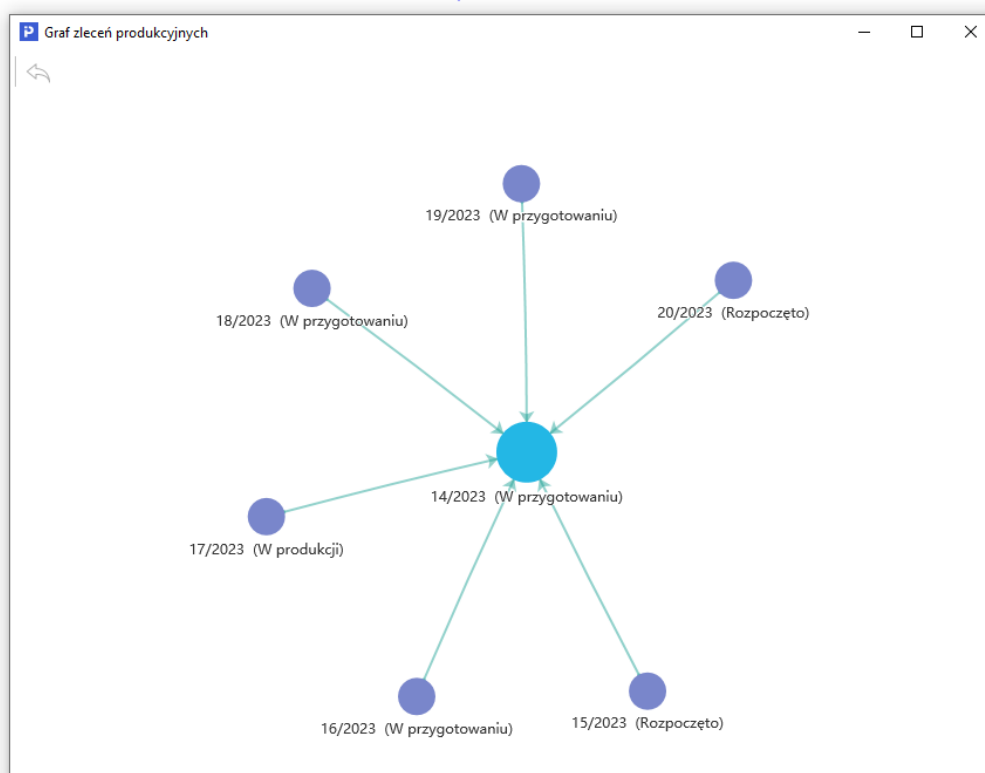 Graf zleceń produkcyjnych
19/2023 (W przygotowaniu)
20/2023 (Rozpoczęto)
18/2023 (W przygotowaniu)
14/2023 (W przygotowaniu)
17/2023 (W produkcji)
15/2023 (Rozpoczęto)
16/2023 (W przygotowaniu)